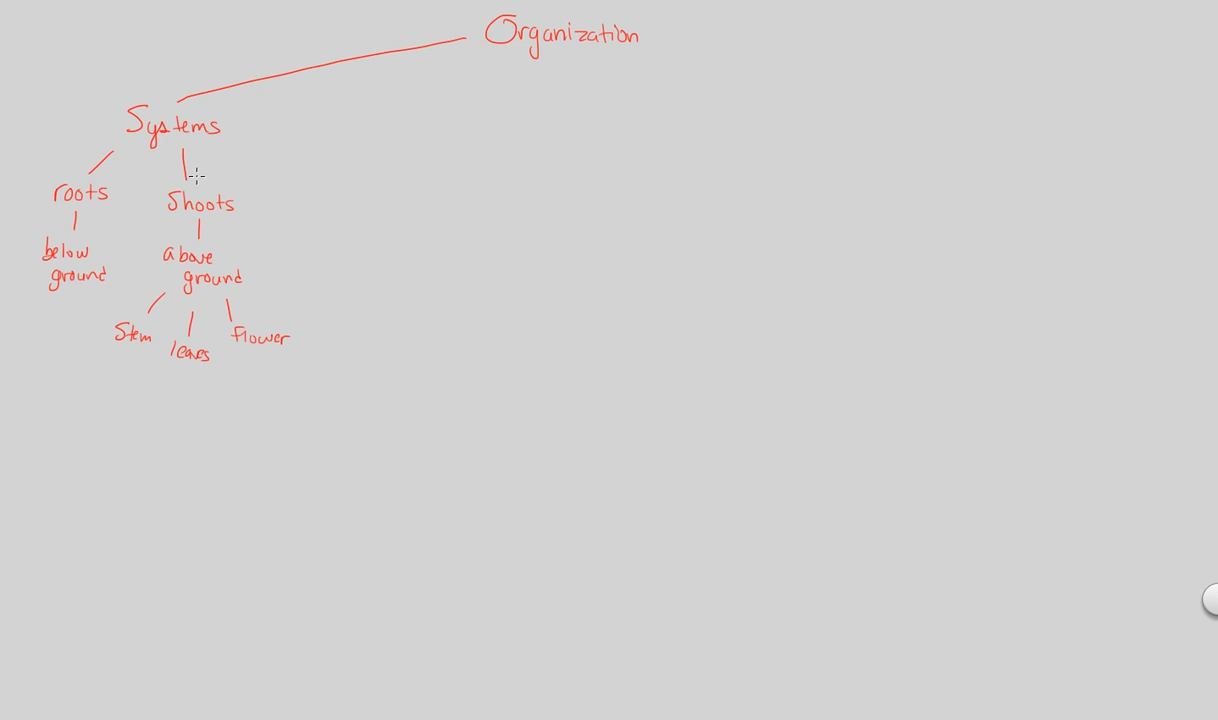 Organization
Systems
roots
Shoots
below
ground
above
ground
Stem
leaves
Flower